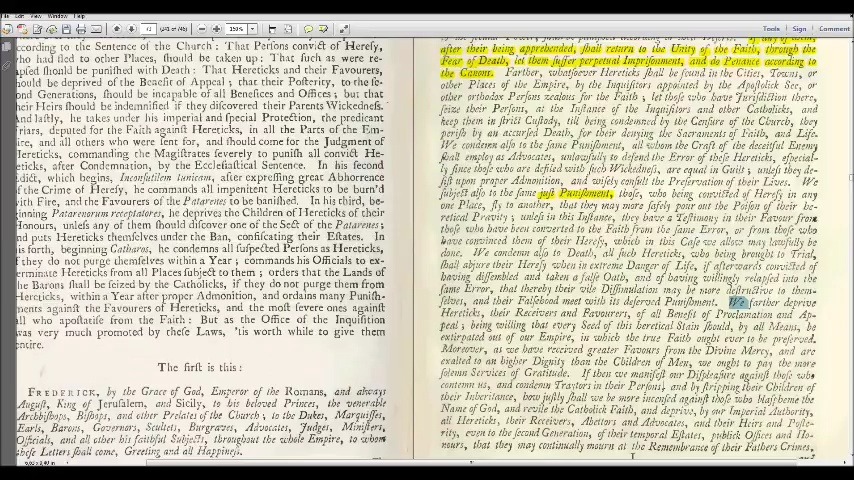 File Window Help
73 (241 of 746) 150%
Tools Sign Comment
according to the Sentence of the Church: That Persons convict of Heresy,
who had fled to other Places, should be taken up: That such as were re-
apsed should be punished with Death: That Hereticks and their Favourers,
should be deprived of the Benefit of Appeal; that their Posterity, to the fe-
ond Generations, should be incapable of all Benefices and Offices; but that
their Heirs should be indemnified if they discovered their Parents Wickedness.
And lastly, he takes under his imperial and special Protection, the predicant
Friars, deputed for the Faith against Hereticks, in all the Parts of the Em-
ire, and all others who were sent for, and should come for the Judgment of
Hereticks, commanding the Magistrates severely to punish all convict He-
eticks, after Condemnation, by the Ecclesiastical Sentence. In his second
Edict, which begins, Inconsutilem tunicam, after expressing great Abhorrence
of the Crime of Heresy, he commands all impenitent Hereticks to be burn'd
with Fire, and the Favourers of the Patarenes to be banished. In his third, be-
ginning Patarenorum receptatores, he deprives the Children of Hereticks of their
Honours, unless any of them should discover one of the Sect of the Patarenes;
and puts Hereticks themselves under the Ban, confiscating their Estates. In
his forth, beginning Catharos, he condemns all suspected Persons as Hereticks,
if they do not purge themselves within a Year; commands his Officials to ex-
erminate Hereticks from all Places subject to them; orders that the Lands of
the Barons shall be seized by the Catholicks, if they do not purge them from
Hereticks, within a Year after proper Admonition, and ordains many Punish-
ments against the Favourers of Hereticks, and the most severe ones against
all who apostatise from the Faith: But as the Office of the Inquisition
was very much promoted by these Laws, 'tis worth while to give them
entire.
The first is this:
FREDERICK, by the Grace of God, Emperor of the Romans, and always
August, King of Jerusalem, and Sicily, to his beloved Princes, the venerable
Archbishops, Bishops, and other Prelates of the Church; to the Dukes, Marquisses,
Earls, Barons, Governors, Scultets, Burgraves, Advocates, Judges, Ministers,
Officials, and all other his faithful Subjects, throughout the whole Empire, to whom
these Letters shall come, Greeting and all Happiness.
after their being apprehended, shall return to the Unity of the Faith, through the
Fear of Death, let them suffer perpetual Imprisonment, and do Penance according to
the Canons. Farther, whatsoever Hereticks shall be found in the Cities, Towns, or
other Places of the Empire, by the Inquisitors appointed by the Apostolick See, or
other orthodox Persons zealous for the Faith, let those who have Jurisdiction there,
seize their Persons, at the Instance of the Inquisitors and other Catholicks, and
keep them in strict Custody, till being condemned by the Censure of the Church, they
perish by an accursed Death, for their denying the Sacraments of Faith, and Life.
We condemn also to the same Punishment, all whom the Craft of the deceitful Enemy
shall employ as Advocates, unlawfully to defend the Error of these Hereticks, especial-
ly since those who are defiled with such Wickedness, are equal in Guilt; unless they de-
sist upon proper Admonition, and wisely consult the Preservation of their Lives. We
subject also to the same just Punishment, those, who being convicted of Heresy in any
one Place, fly to another, that they may more safely pour out the Poison of their he-
retical Pravity; unless in this Instance, they have a Testimony in their Favour from
those who have been converted to the Faith from the same Error, or from those who
have convinced them of their Heresy, which in this Case we allow may lawfully be
done. We condemn also to Death, all such Hereticks, who being brought to Trial,
shall abjure their Heresy when in extreme Danger of Life, if afterwards convicted of
having dissembled and taken a false Oath, and of having willingly relapsed into the
same Error, that thereby their vile Dissimulation may be more destructive to them-
selves, and their Falsehood meet with its deserved Punishment. We farther deprive
Hereticks, their Receivers and Favourers, of all Benefit of Proclamation and Ap-
peal; being willing that every Seed of this heretical Stain should, by all Means, be
extirpated out of our Empire, in which the true Faith ought ever to be preserved.
Moreover, as we have received greater Favours from the Divine Mercy, and are
exalted to an higher Dignity than the Children of Men, we ought to pay the more
solemn Services of Gratitude. If then we manifest our Displeasure against those who
contemn us, and condemn Traitors in their Persons, and by stripping their Children of
their Inheritance, how justly shall we be more incensed against those who blaspheme the
Name of God, and revile the Catholick Faith, and deprive, by our Imperial Authority,
all Hereticks, their Receivers, Abettors and Advocates, and their Heirs and Poste-
rity, even to the second Generation, of their temporal Estates, publick Offices and Ho-
nours, that they may continually mourn at the Remembrance of their Fathers Crimes,